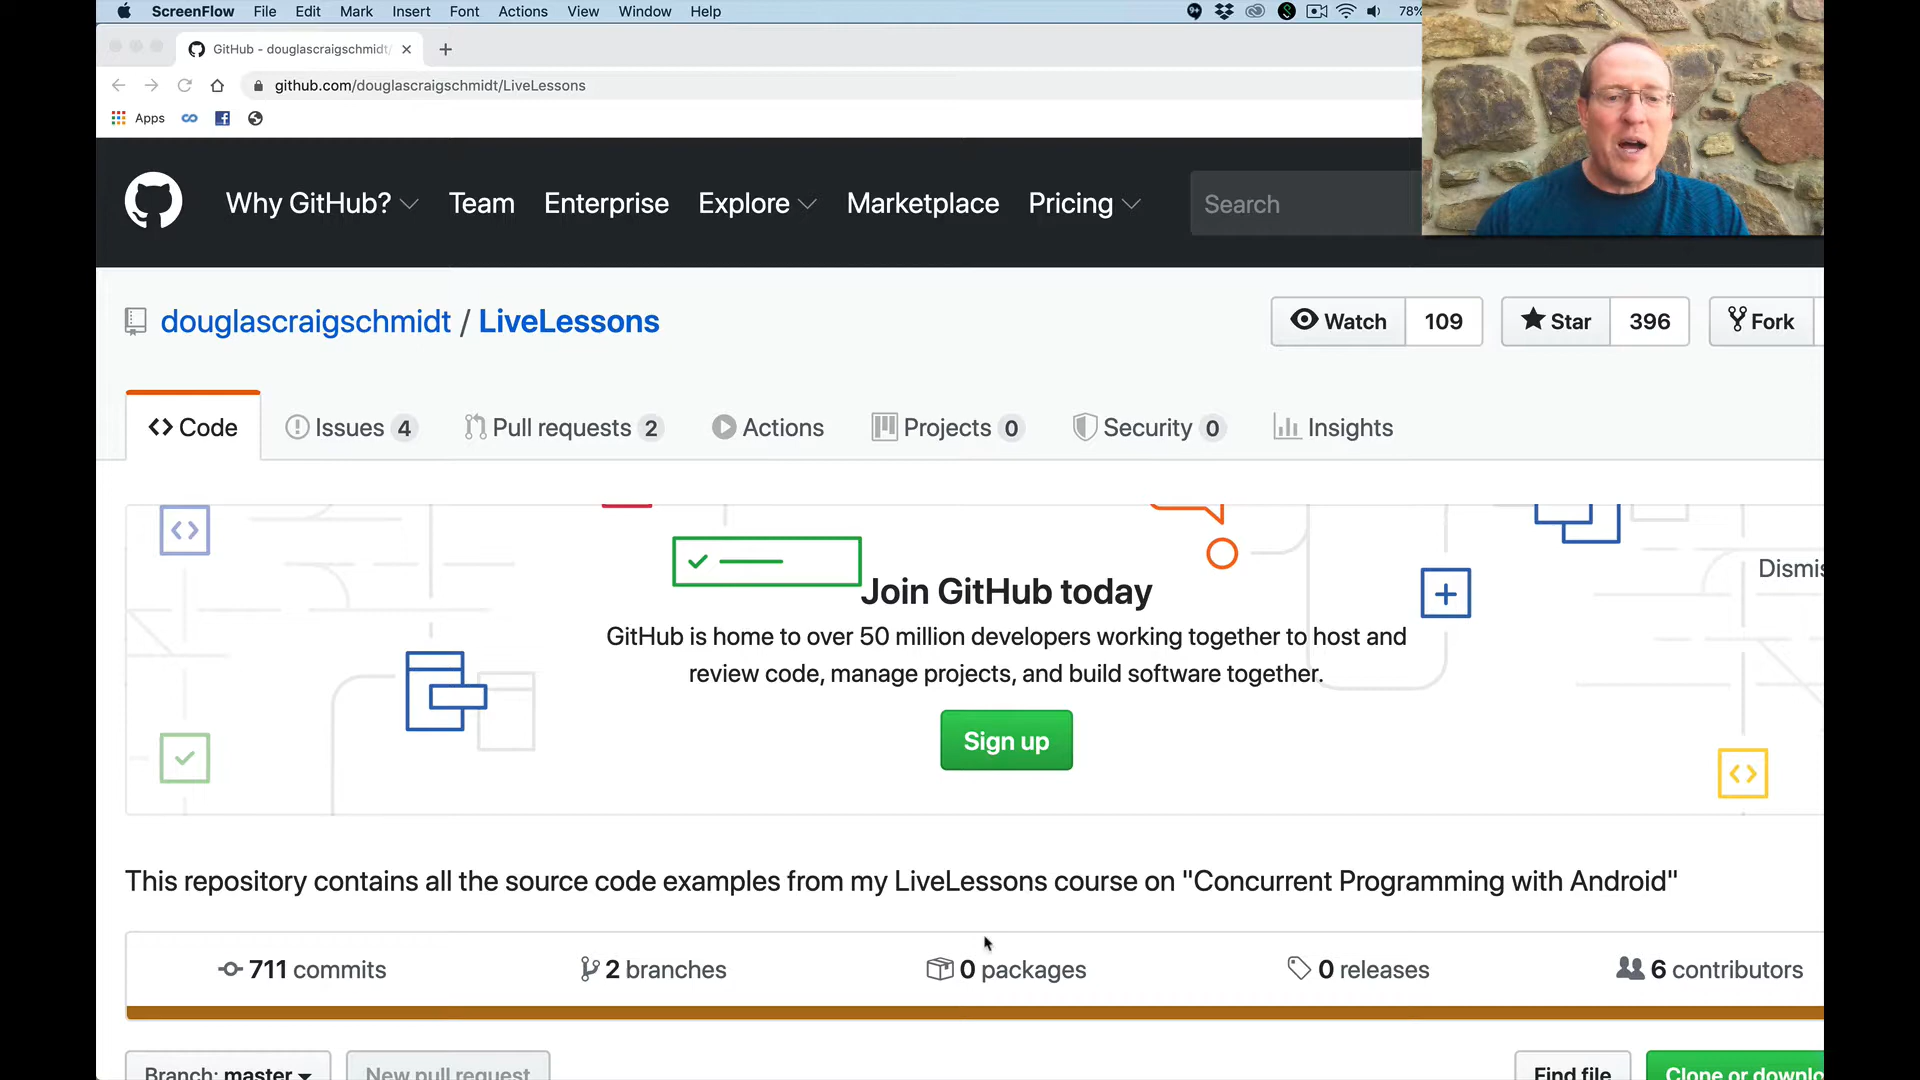 ScreenFlow File Edit Mark Insert Font Actions View Window Help 78%
GitHub - douglascraigschmidt/
github.com/douglascraigschmidt/LiveLessons
Apps
Why GitHub? Team Enterprise Explore Marketplace Pricing Search
douglascraigschmidt / LiveLessons Watch 109 Star 396 Fork
Code Issues 4 Pull requests 2 Actions Projects 0 Security 0 Insights
Dismis
Join GitHub today
GitHub is home to over 50 million developers working together to host and
review code, manage projects, and build software together.
Sign up
This repository contains all the source code examples from my LiveLessons course on "Concurrent Programming with Android"
711 commits 2 branches 0 packages 0 releases 6 contributors
Branch: master New pull request Find file Clone or downlo